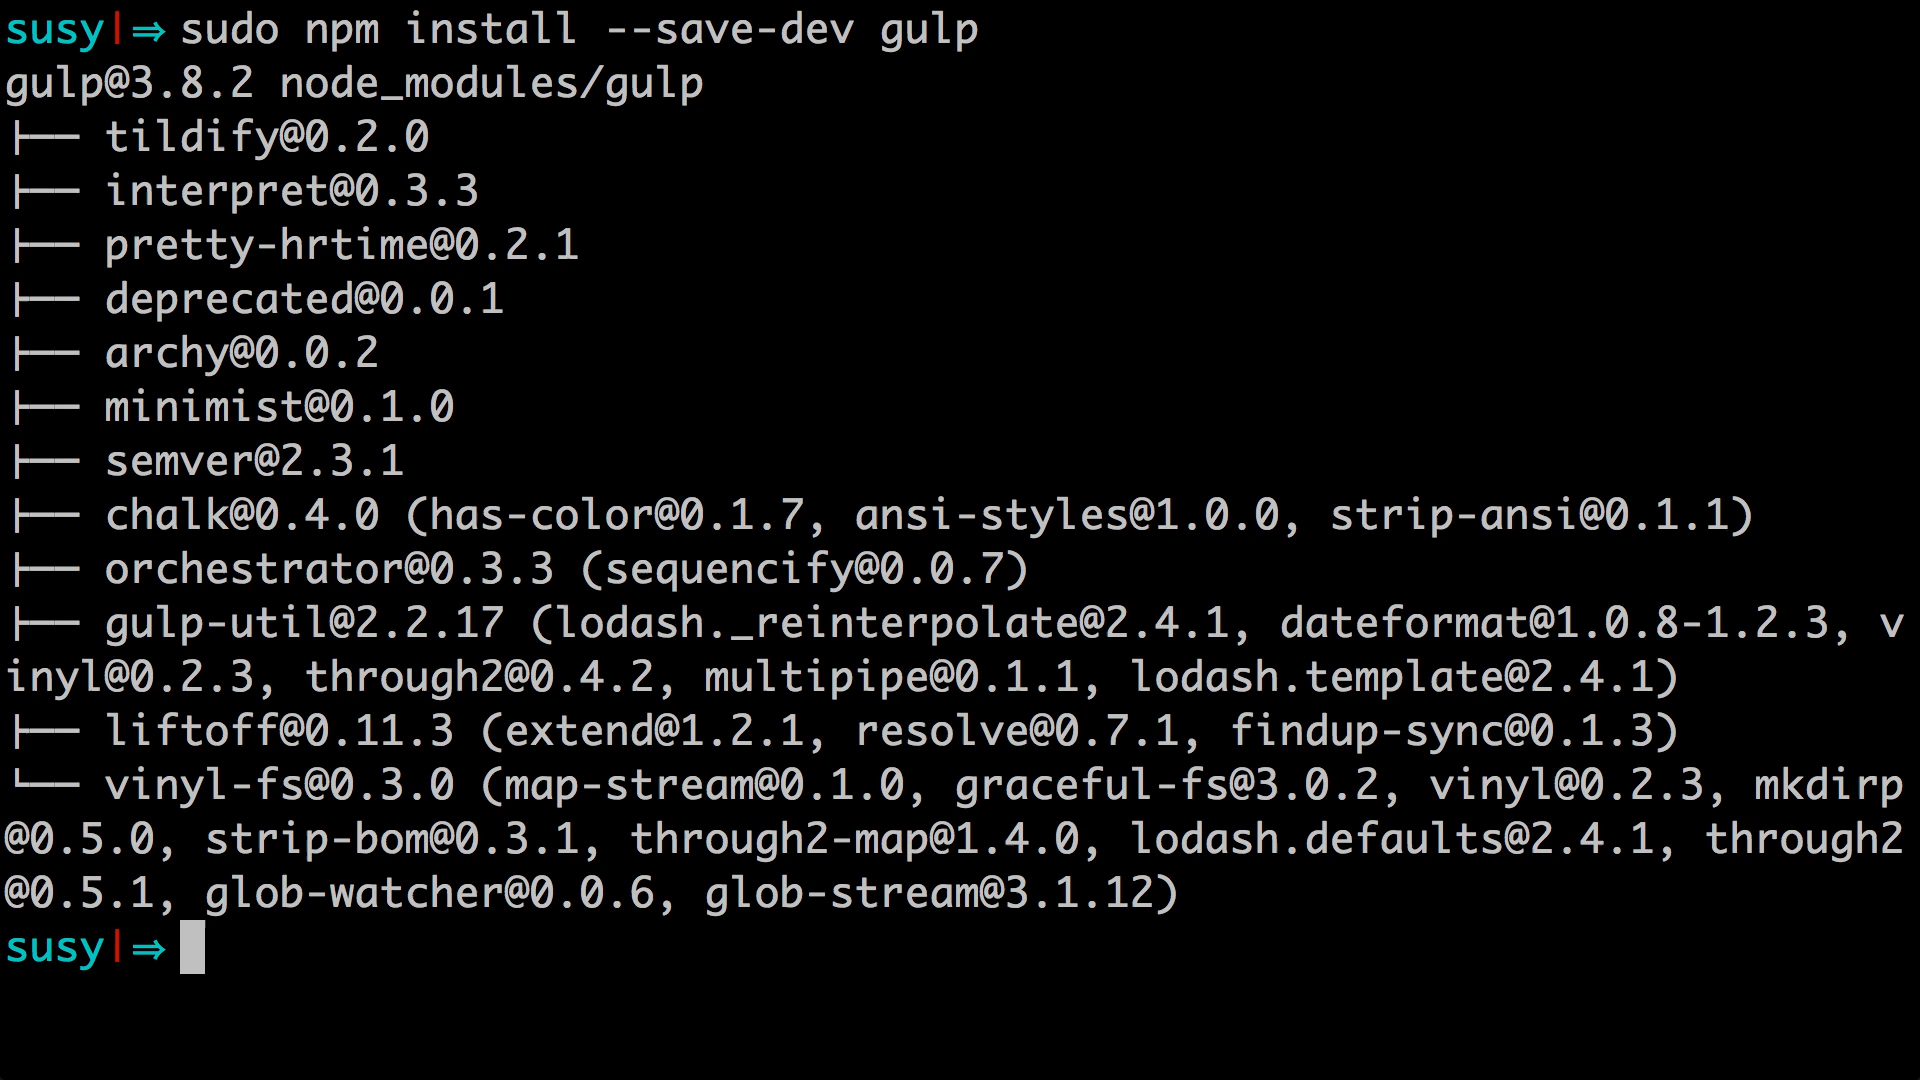 susy|⇒ sudo npm install --save-dev gulp
gulp@3.8.2 node_modules/gulp
├── tildify@0.2.0
├── interpret@0.3.3
├── pretty-hrtime@0.2.1
├── deprecated@0.0.1
├── archy@0.0.2
├── minimist@0.1.0
├── semver@2.3.1
├── chalk@0.4.0 (has-color@0.1.7, ansi-styles@1.0.0, strip-ansi@0.1.1)
├── orchestrator@0.3.3 (sequencify@0.0.7)
├── gulp-util@2.2.17 (lodash._reinterpolate@2.4.1, dateformat@1.0.8-1.2.3, v
inyl@0.2.3, through2@0.4.2, multipipe@0.1.1, lodash.template@2.4.1)
├── liftoff@0.11.3 (extend@1.2.1, resolve@0.7.1, findup-sync@0.1.3)
└── vinyl-fs@0.3.0 (map-stream@0.1.0, graceful-fs@3.0.2, vinyl@0.2.3, mkdirp
@0.5.0, strip-bom@0.3.1, through2-map@1.4.0, lodash.defaults@2.4.1, through2
@0.5.1, glob-watcher@0.0.6, glob-stream@3.1.12)
susy|⇒